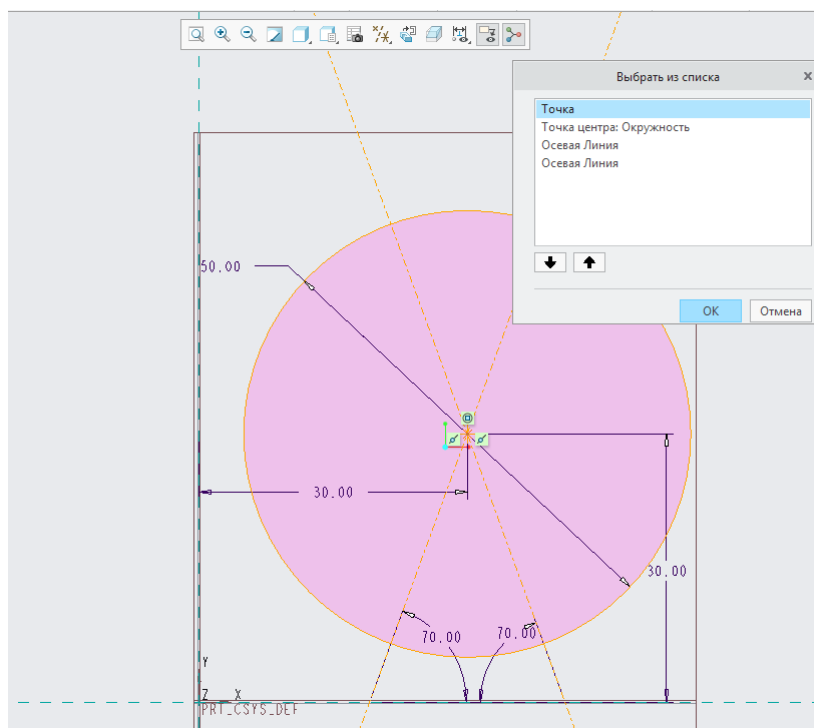 Выбрать из списка
x
Точка
Точка центра: Окружность
Осевая Линия
Осевая Линия
OK
Отмена
50.00
30.00
30.00
70.00
70.00
Y
Z X
PRT_CSYS_DEF